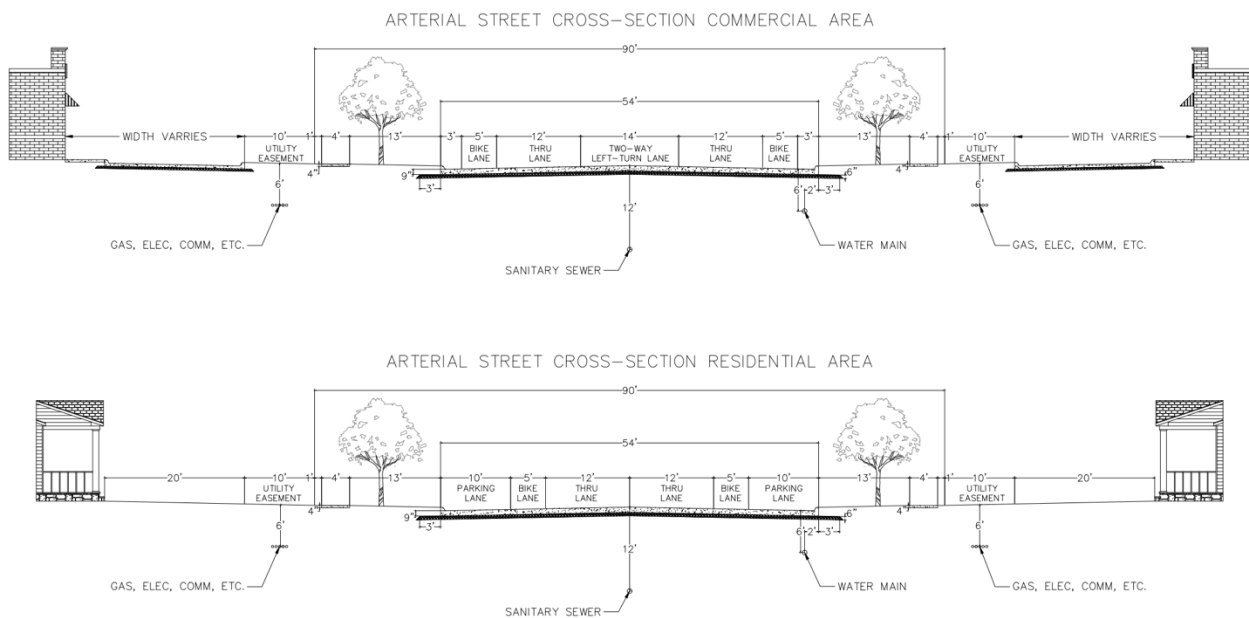 ARTERIAL STREET CROSS-SECTION COMMERCIAL AREA
90'
54'
WIDTH VARRIES 10' 1' 4' 13' 3' 5' 12' 14' 12' 5' 3' 13' 4' 1' 10' WIDTH VARRIES
UTILITY EASEMENT
BIKE LANE
THRU LANE
TWO-WAY LEFT-TURN LANE
THRU LANE
BIKE LANE
UTILITY EASEMENT
4" 9" 6" 4"
6' 3' 12' 6' 2' 3' 6'
GAS, ELEC, COMM, ETC.
SANITARY SEWER
WATER MAIN
GAS, ELEC, COMM, ETC.
ARTERIAL STREET CROSS-SECTION RESIDENTIAL AREA
90'
54'
20' 10' 1' 4' 13' 10' 5' 12' 12' 5' 10' 13' 4' 1' 10' 20'
UTILITY EASEMENT
PARKING LANE
BIKE LANE
THRU LANE
THRU LANE
BIKE LANE
PARKING LANE
UTILITY EASEMENT
4" 9" 6" 4"
6' 3' 12' 6' 2' 3' 6'
GAS, ELEC, COMM, ETC.
SANITARY SEWER
WATER MAIN
GAS, ELEC, COMM, ETC.